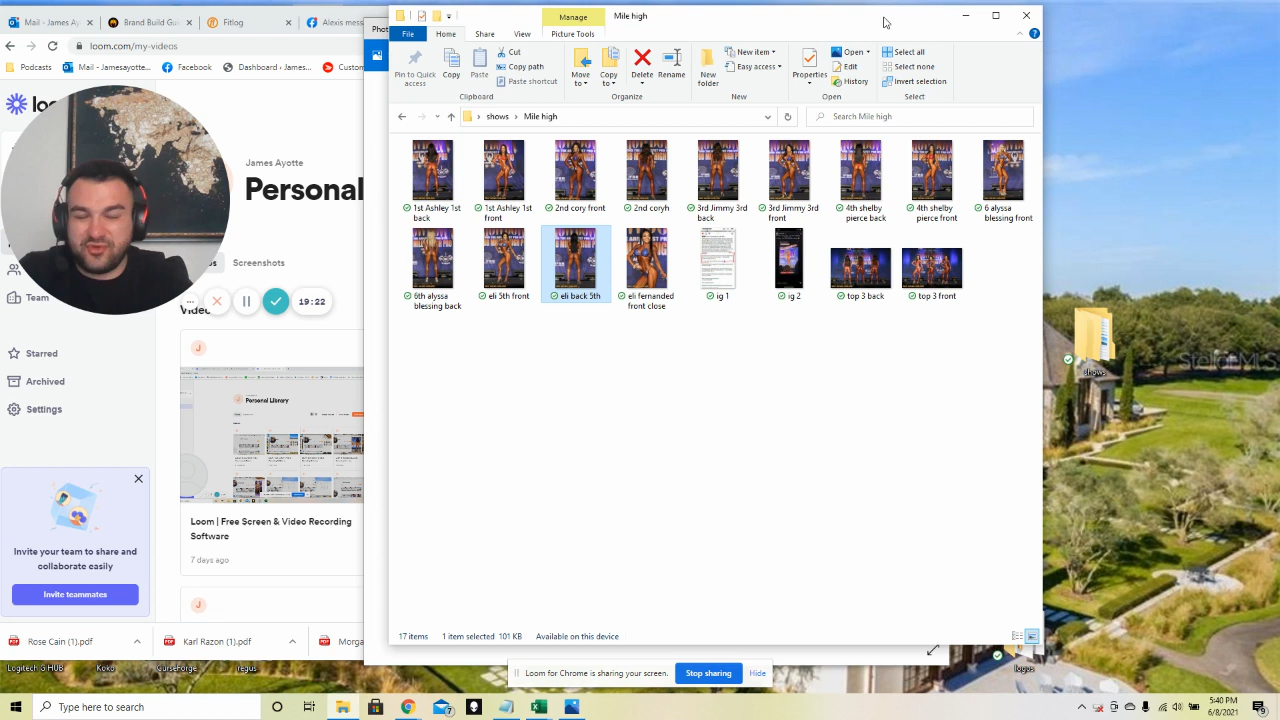 Mail - James Ay
Brand Build Gui
Fitlog
Alexis mess
loom.com/my-videos
Podcasts
Mail - Jamesayotte...
Facebook
Dashboard - James...
Custom
James Ayotte
Personal
Screenshots
Team
19:22
Starred
Archived
Settings
Invite your team to share and
collaborate easily
Invite teammates
J
Personal Library
Loom | Free Screen & Video Recording
Software
7 days ago
J
Rose Cain (1).pdf
Karl Razon (1).pdf
Morga
Phot
Manage
Mile high
File
Home
Share
View
Picture Tools
Pin to Quick
access
Copy
Paste
Cut
Copy path
Paste shortcut
Clipboard
Move
to
Copy
to
Delete
Rename
Organize
New
folder
New item
Easy access
New
Properties
Open
Edit
History
Open
Select all
Select none
Invert selection
Select
shows
Mile high
Search Mile high
1st Ashley 1st
back
1st Ashley 1st
front
2nd cory front
2nd coryh
3rd Jimmy 3rd
back
3rd Jimmy 3rd
front
4th shelby
pierce back
4th shelby
pierce front
6 alyssa
blessing front
6th alyssa
blessing back
eli 5th front
eli back 5th
eli fernanded
front close
ig 1
ig 2
top 3 back
top 3 front
17 items
1 item selected 101 KB
Available on this device
StellarMLS
shows
logos
Logitech G HUB
Koko
CurseForge
regus
Loom for Chrome is sharing your screen.
Stop sharing
Hide
Type here to search
7
5:40 PM
6/8/2021
9